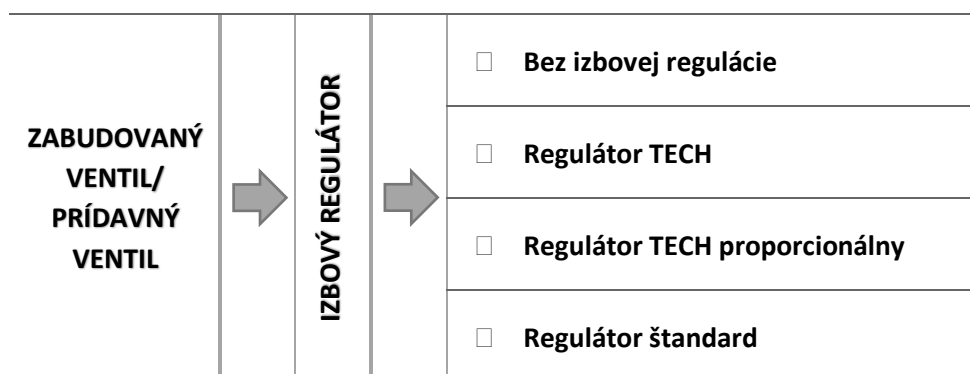 ZABUDOVANÝ
VENTIL/
PRÍDAVNÝ
VENTIL
IZBOVÝ REGULÁTOR
☐ Bez izbovej regulácie
☐ Regulátor TECH
☐ Regulátor TECH proporcionálny
☐ Regulátor štandard